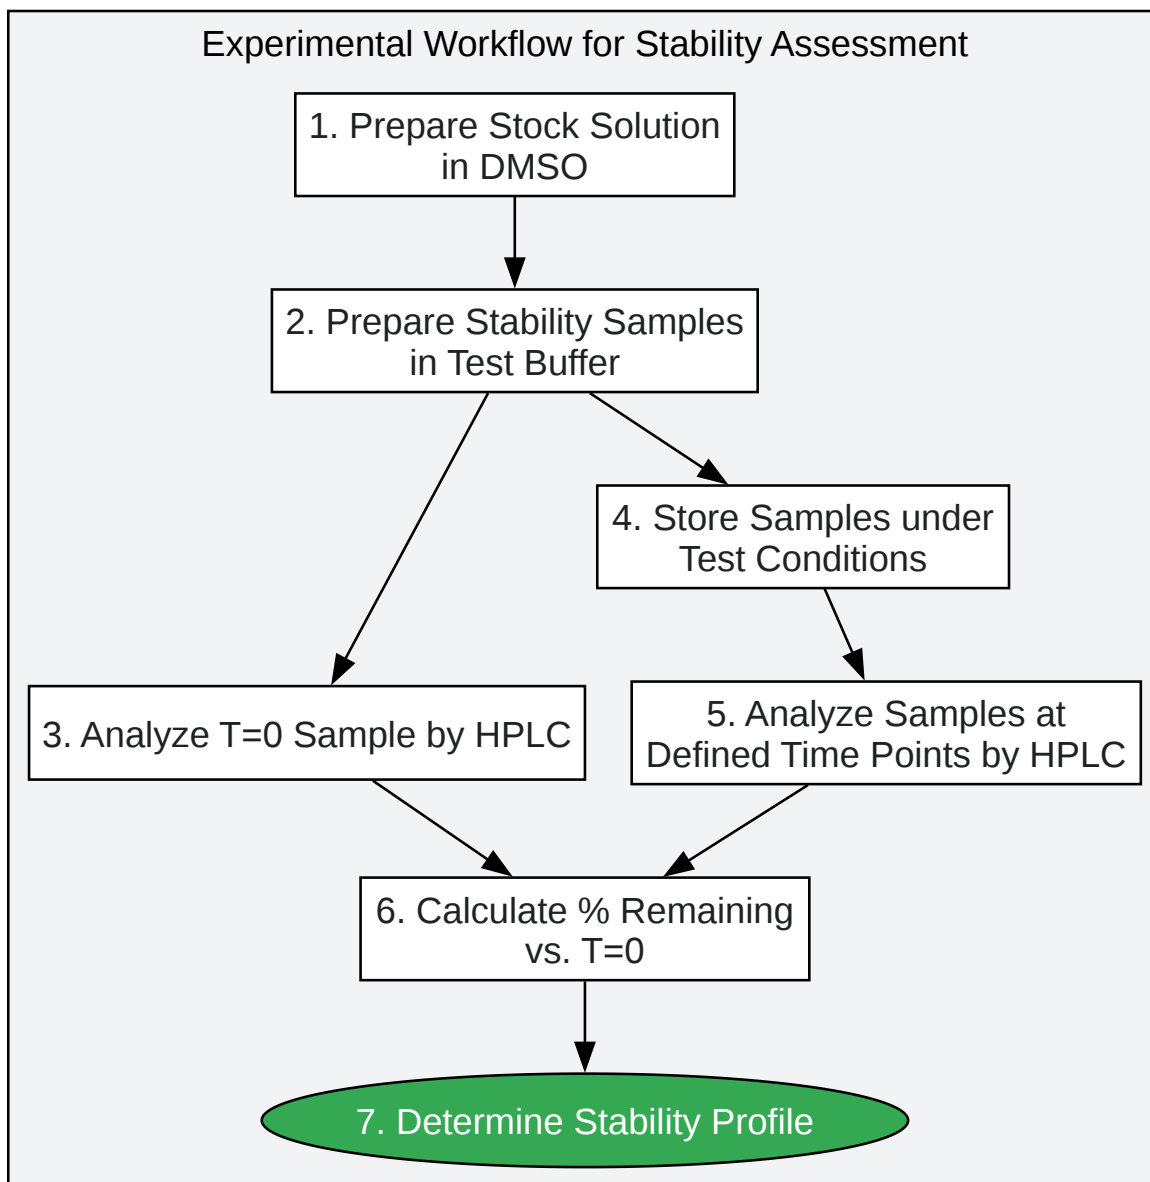 Experimental Workflow for Stability Assessment
1. Prepare Stock Solution
in DMSO
2. Prepare Stability Samples
in Test Buffer
4. Store Samples under
Test Conditions
3. Analyze T=0 Sample by HPLC
5. Analyze Samples at
Defined Time Points by HPLC
6. Calculate % Remaining
vs. T=0
7. Determine Stability Profile